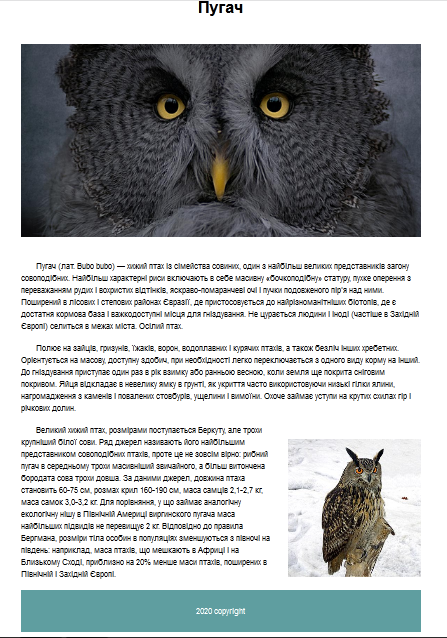 Пугач
Пугач (лат. Bubo bubo) — хижий птах із сімейства совиних, один з найбільш великих представників загону
совоподібних. Найбільш характерні риси включають в себе масивну «бочкоподібну» статуру, пухке оперення з
переважанням рудих і вохристих відтінків, яскраво-помаранчеві очі і пучки подовженого пір'я над ними.
Поширений в лісових і степових районах Євразії, де пристосовується до найрізноманітніших біотопів, де є
достатня кормова база і важкодоступні місця для гніздування. Не цурається людини і іноді (частіше в Західній
Європі) селиться в межах міста. Осілий птах.
Полює на зайців, гризунів, їжаків, ворон, водоплавних і курячих птахів, а також безліч інших хребетних.
Орієнтується на масову, доступну здобич, при необхідності легко переключається з одного виду корму на інший.
До гніздування приступає один раз в рік взимку або ранньою весною, коли земля ще покрита сніговим
покривом. Яйця відкладає в невелику ямку в ґрунті, як укриття часто використовуючи низькі гілки ялини,
нагромадження з каменів і повалених стовбурів, ущелини і вимоїни. Охоче займає уступи на крутих схилах гір і
річкових долин.
Великий хижий птах, розмірами поступається Беркуту, але трохи
крупніший білої сови. Ряд джерел називають його найбільшим
представником совоподібних птахів, проте це не зовсім вірно: рибний
пугач в середньому трохи масивніший звичайного, а більш витончена
бородата сова трохи довша. За даними джерел, довжина птаха
становить 60-75 см, розмах крил 160-190 см, маса самців 2,1-2,7 кг,
маса самок 3,0-3,2 кг. Для порівняння, у що займає аналогічну
екологічну нішу в Північній Америці виргинского пугача маса
найбільших підвидів не перевищує 2 кг. Відповідно до правила
Бергмана, розміри тіла особин в популяціях зменшуються з півночі на
південь: наприклад, маса птахів, що мешкають в Африці і на
Близькому Сході, приблизно на 20% менше маси птахів, поширених в
Північній і Західній Європі.
2020 copyright